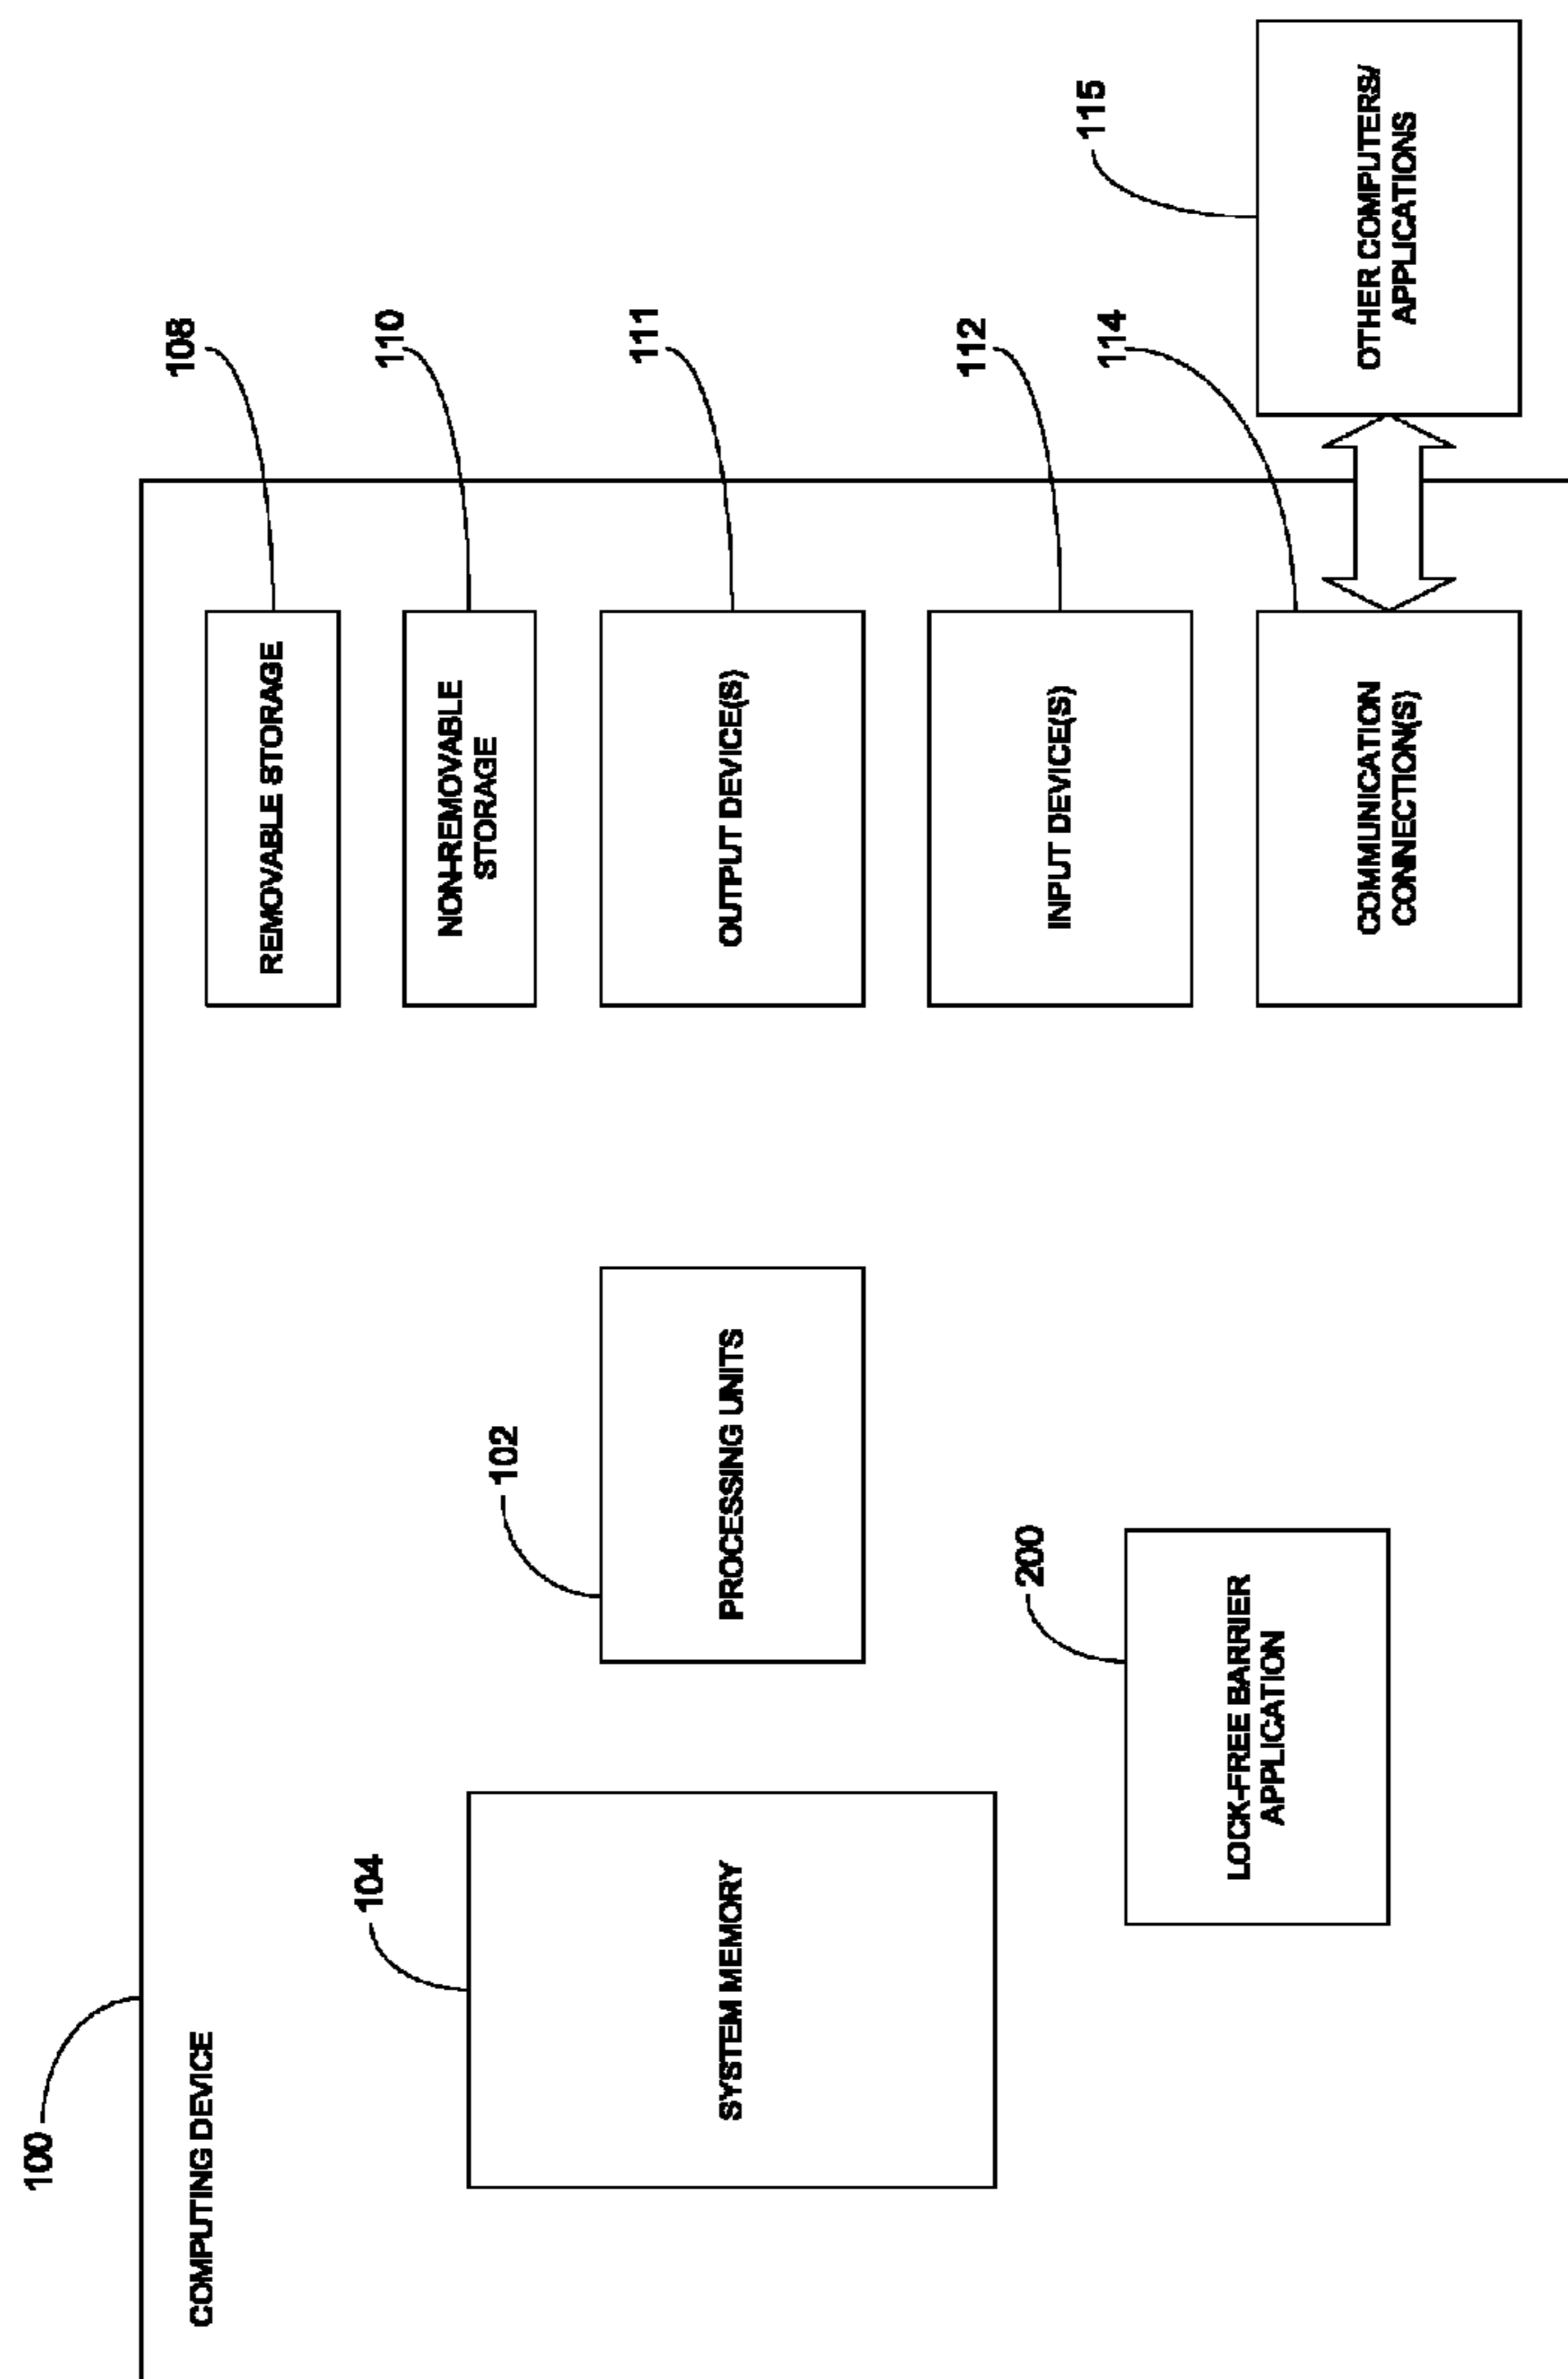 100
COMPUTING DEVICE
104
SYSTEM MEMORY
102
PROCESSING UNITS
200
LOCK-FREE BARRIER
APPLICATION
108
REMOVABLE STORAGE
110
NON-REMOVABLE
STORAGE
111
OUTPUT DEVICE(S)
112
INPUT DEVICE(S)
114
COMMUNICATION
CONNECTION(S)
115
OTHER COMPUTERS/
APPLICATIONS